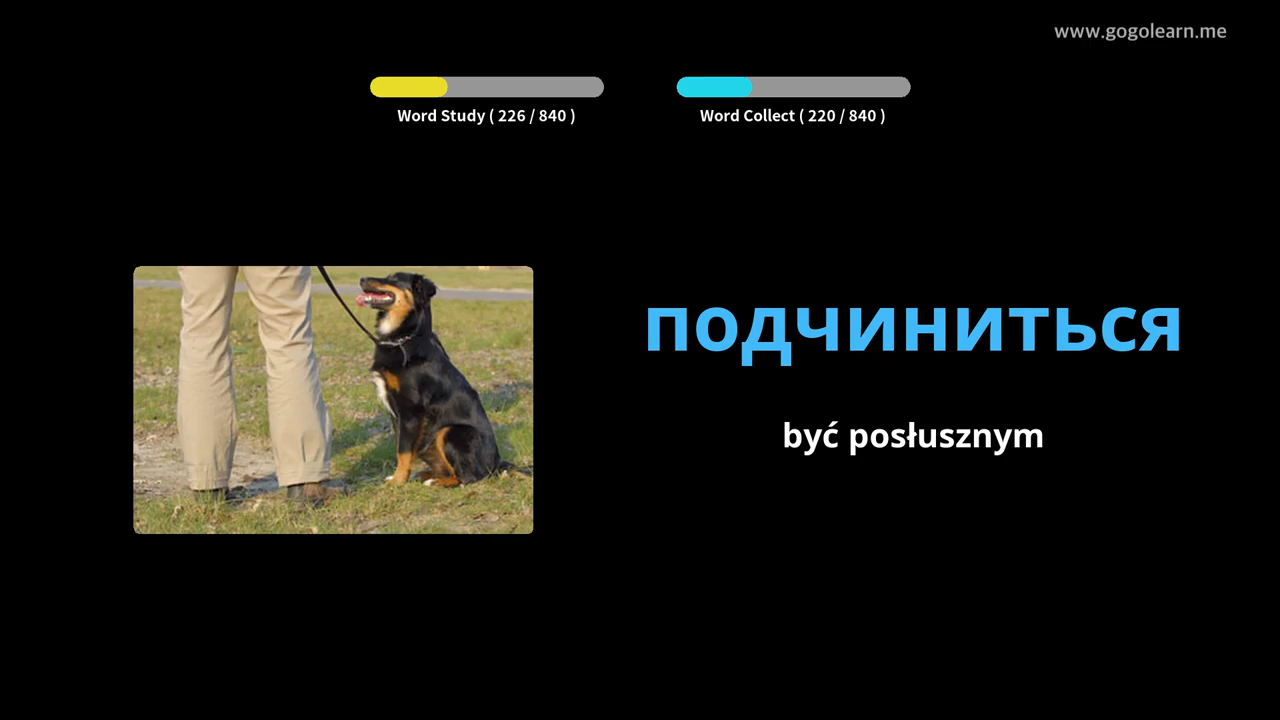 www.gogolearn.me
Word Study ( 226 / 840 )
Word Collect ( 220 / 840 )
подчиниться
być posłusznym